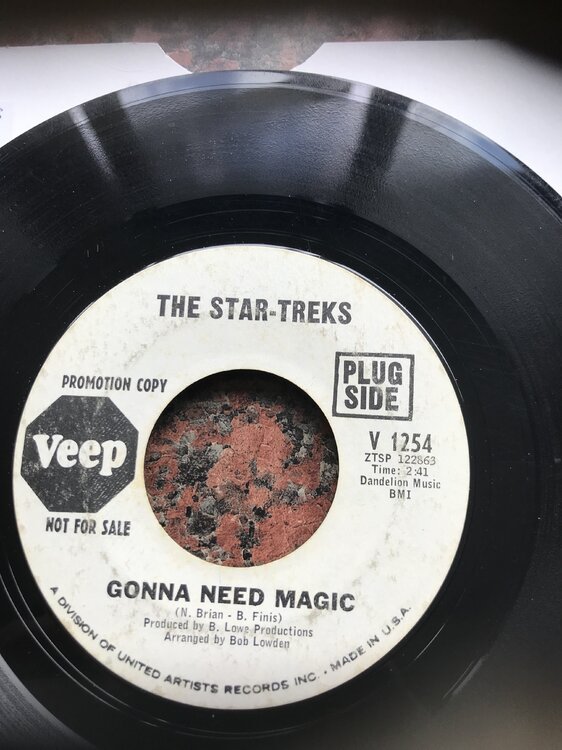 THE STAR-TREKS
PROMOTION COPY
Veep
NOT FOR SALE
PLUG
SIDE
V 1254
ZTSP 122863
Time: 2:41
Dandelion Music
BMI
GONNA NEED MAGIC
(N. Brian - B. Finis)
Produced by B. Lowe Productions
Arranged by Bob Lowden
A DIVISION OF UNITED ARTISTS RECORDS INC. · MADE IN U.S.A.